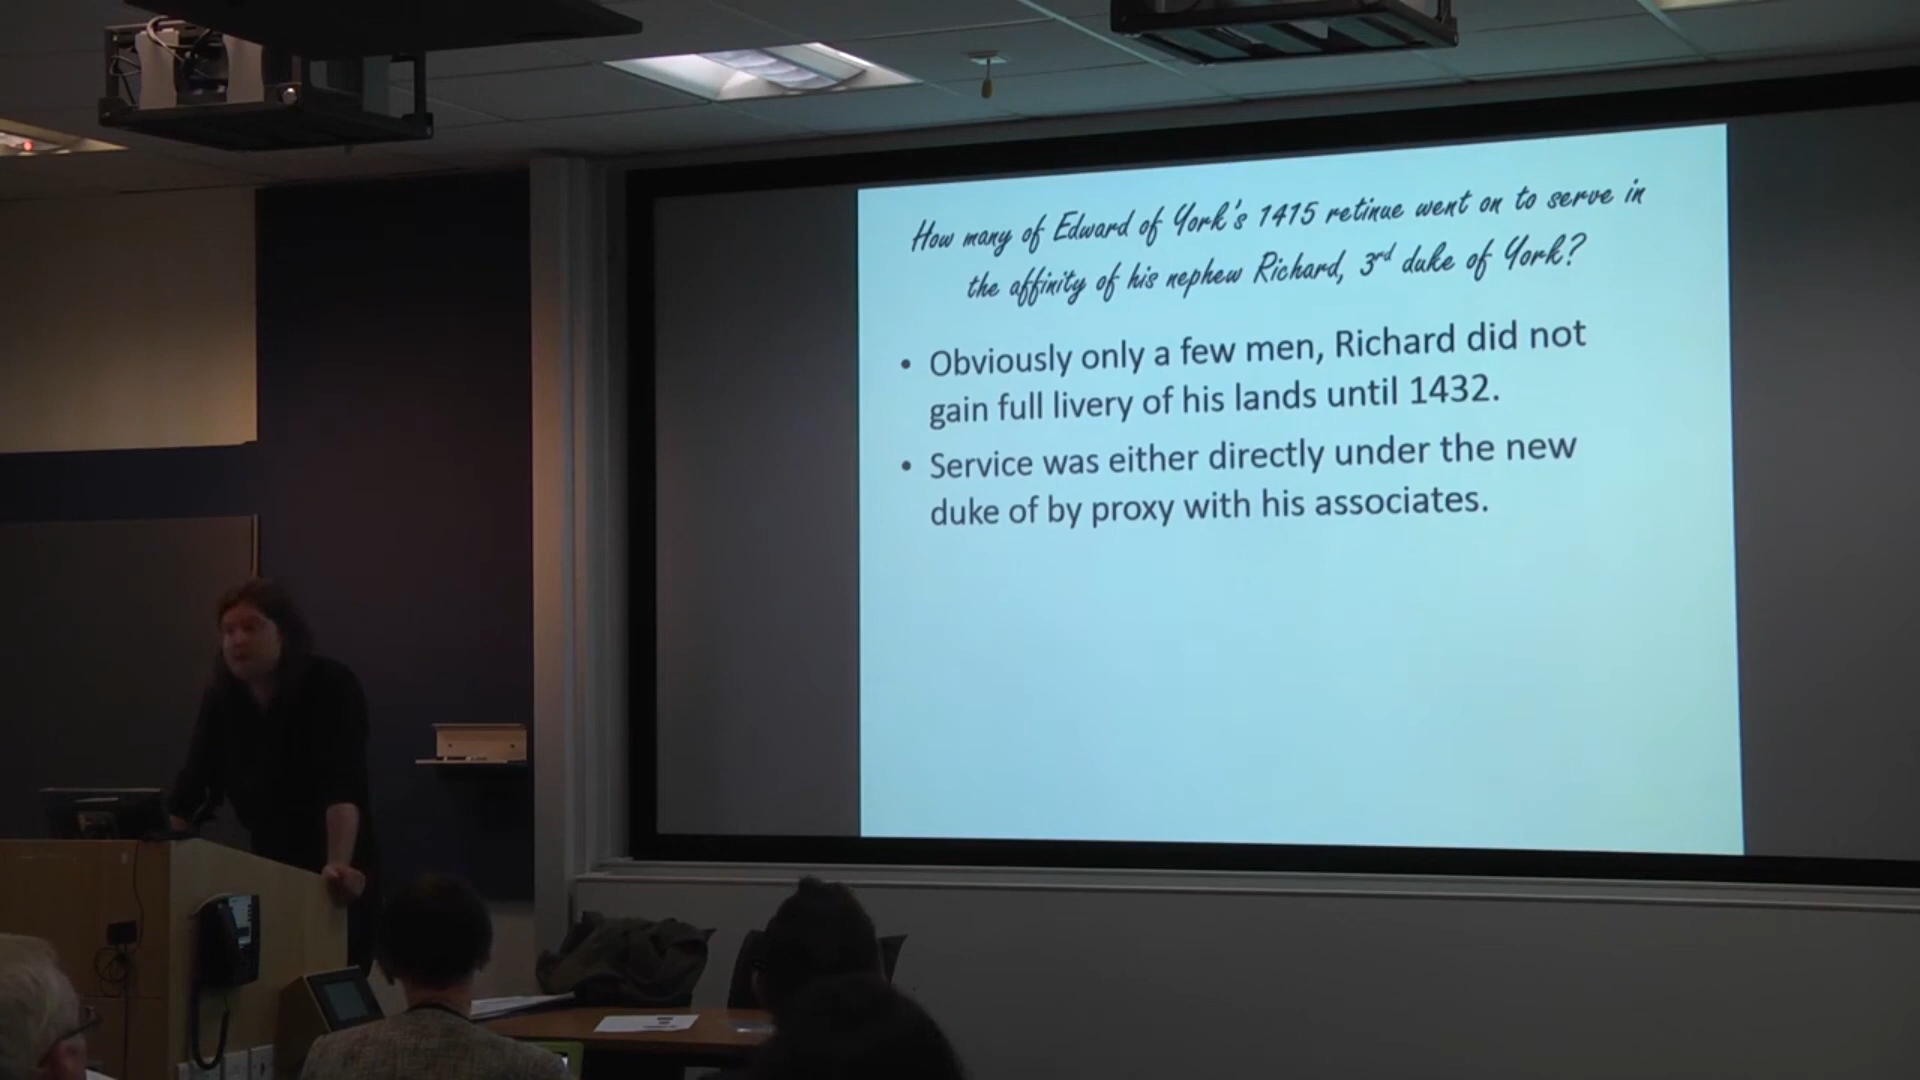 How many of Edward of York's 1415 retinue went on to serve in
the affinity of his nephew Richard, 3rd duke of York?
• Obviously only a few men, Richard did not
gain full livery of his lands until 1432.
• Service was either directly under the new
duke of by proxy with his associates.